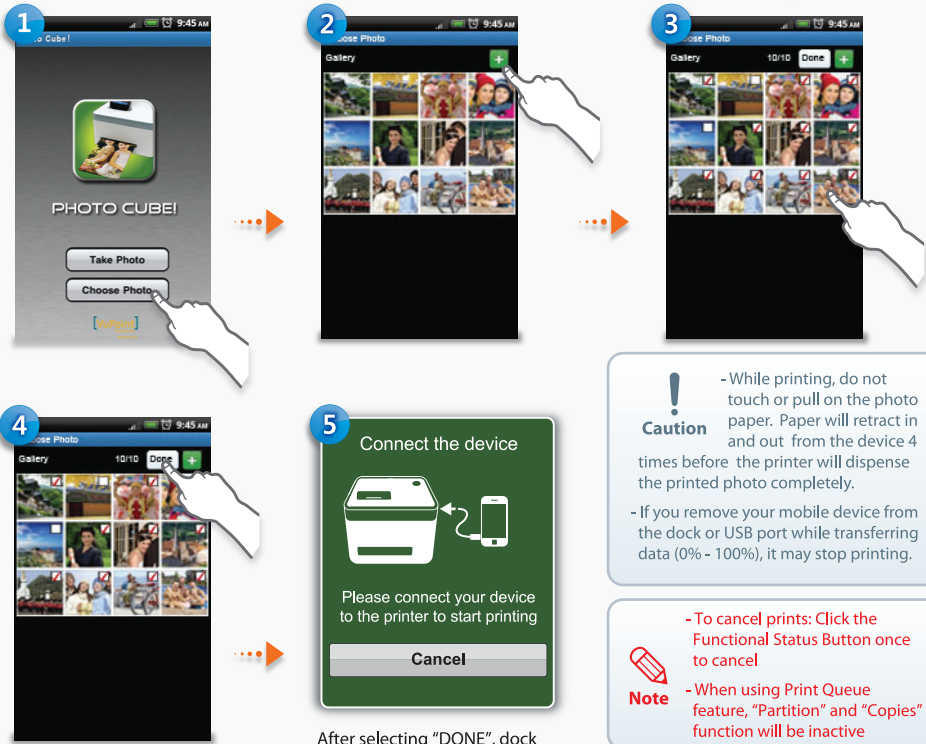 1
9:45 AM
to Cube!
PHOTO CUBE!
Take Photo
Choose Photo
2
9:45 AM
oose Photo
Gallery
3
9:45 AM
ose Photo
Gallery 10/10 Done
4
9:45 AM
oose Photo
Gallery 10/10 Done
5
Connect the device
Please connect your device
to the printer to start printing
Cancel
After selecting "DONE", dock
Caution
- While printing, do not
touch or pull on the photo
paper. Paper will retract in
and out from the device 4
times before the printer will dispense
the printed photo completely.
- If you remove your mobile device from
the dock or USB port while transferring
data (0% - 100%), it may stop printing.
Note
- To cancel prints: Click the
Functional Status Button once
to cancel
- When using Print Queue
feature, "Partition" and "Copies"
function will be inactive